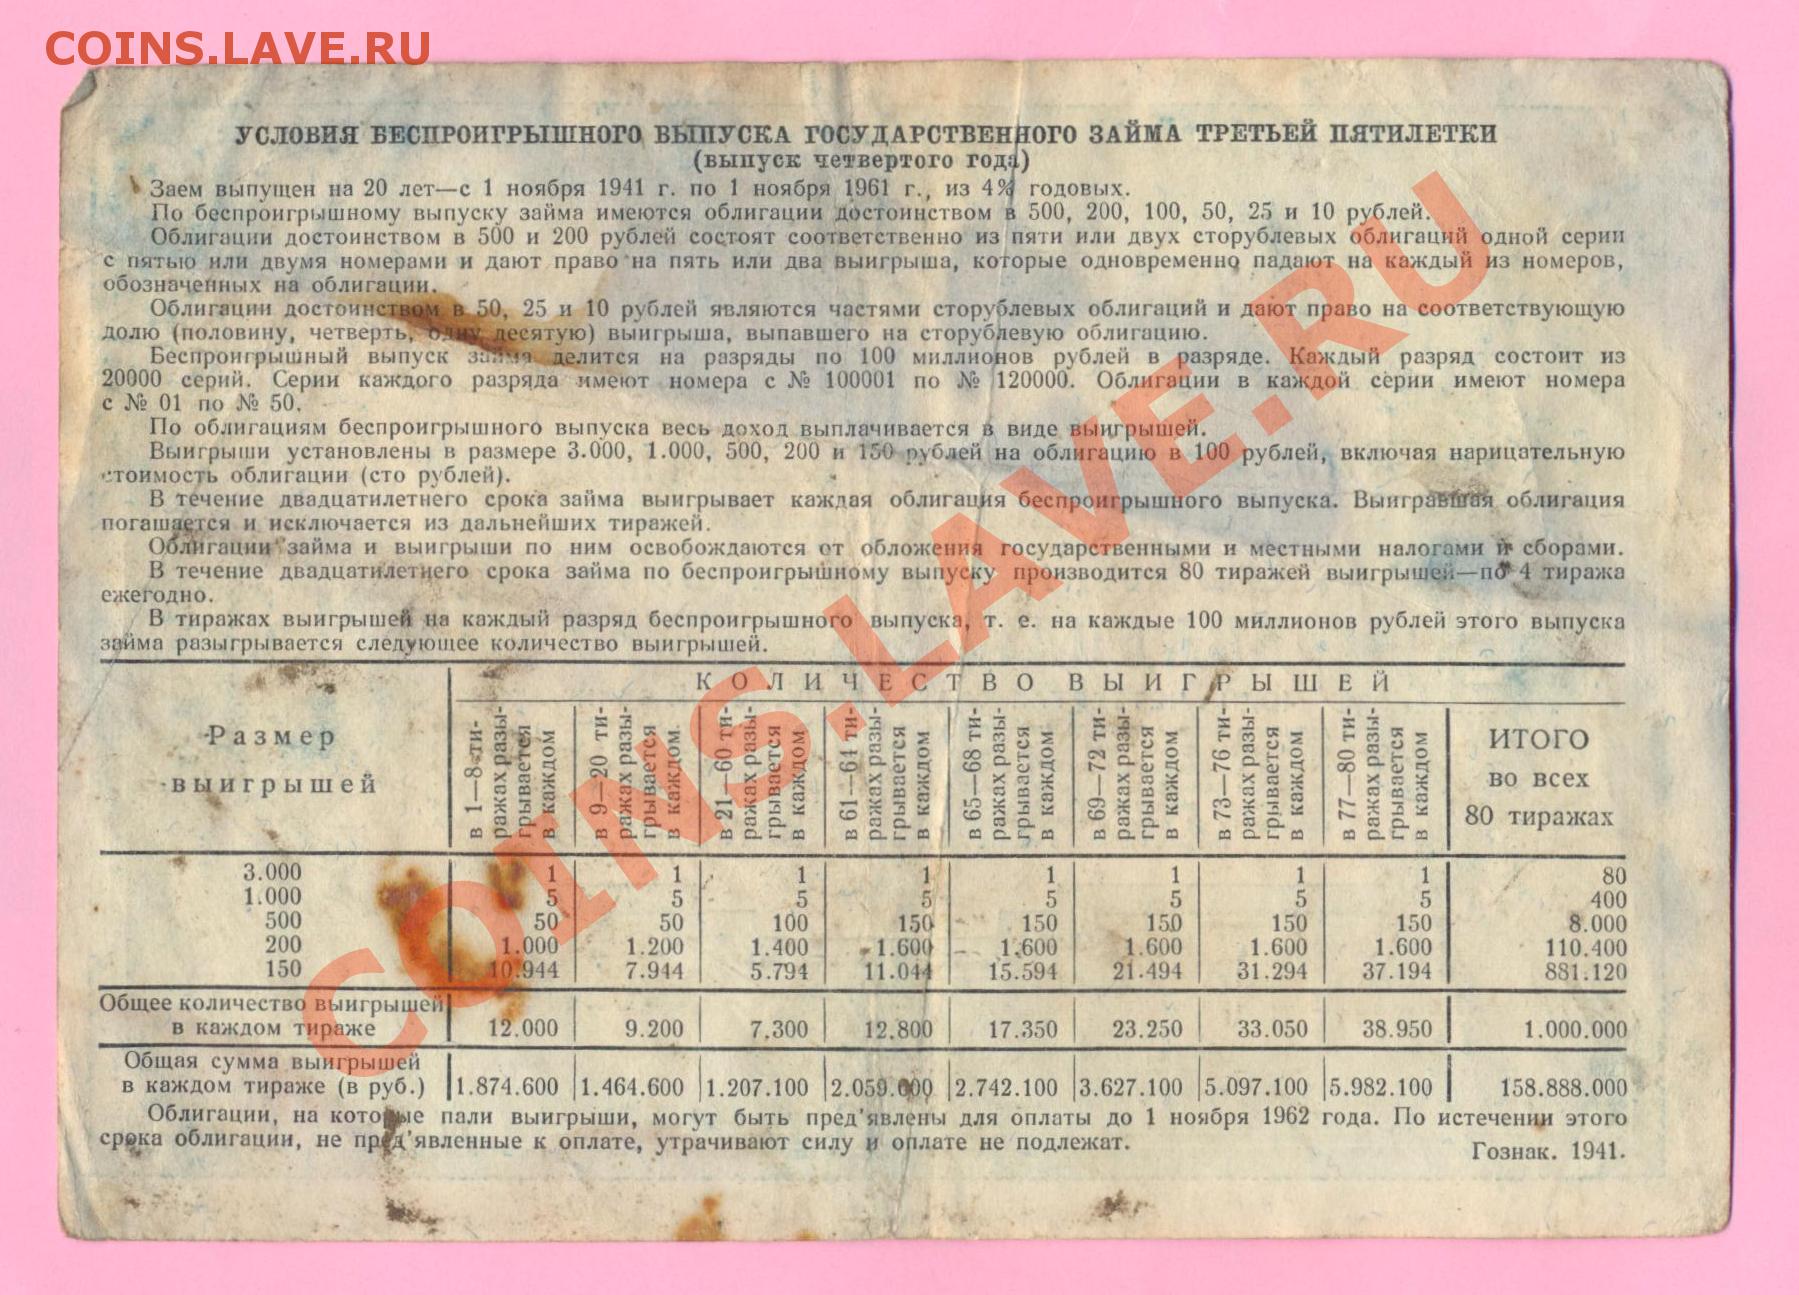 COINS.LAVE.RU
УСЛОВИЯ БЕСПРОИГРЫШНОГО ВЫПУСКА ГОСУДАРСТВЕННОГО ЗАЙМА ТРЕТЬЕЙ ПЯТИЛЕТКИ
(выпуск четвертого года)
Заем выпущен на 20 лет—с 1 ноября 1941 г. по 1 ноября 1961 г., из 4% годовых.
По беспроигрышному выпуску займа имеются облигации достоинством в 500, 200, 100, 50, 25 и 10 рублей.
Облигации достоинством в 500 и 200 рублей состоят соответственно из пяти или двух сторублевых облигаций одной серии
с пятью или двумя номерами и дают право на пять или два выигрыша, которые одновременно падают на каждый из номеров,
обозначенных на облигации.
Облигации достоинством в 50, 25 и 10 рублей являются частями сторублевых облигаций и дают право на соответствующую
долю (половину, четверть, одну десятую) выигрыша, выпавшего на сторублевую облигацию.
Беспроигрышный выпуск займа делится на разряды по 100 миллионов рублей в разряде. Каждый разряд состоит из
20000 серий. Серии каждого разряда имеют номера с № 100001 по № 120000. Облигации в каждой серии имеют номера
с № 01 по № 50.
По облигациям беспроигрышного выпуска весь доход выплачивается в виде выигрышей.
Выигрыши установлены в размере 3.000, 1.000, 500, 200 и 150 рублей на облигацию в 100 рублей, включая нарицательную
стоимость облигации (сто рублей).
В течение двадцатилетнего срока займа выигрывает каждая облигация беспроигрышного выпуска. Выигравшая облигация
погашается и исключается из дальнейших тиражей.
Облигации займа и выигрыши по ним освобождаются от обложения государственными и местными налогами и сборами.
В течение двадцатилетнего срока займа по беспроигрышному выпуску производится 80 тиражей выигрышей—по 4 тиража
ежегодно.
В тиражах выигрышей на каждый разряд беспроигрышного выпуска, т. е. на каждые 100 миллионов рублей этого выпуска
займа разыгрывается следующее количество выигрышей.
Размер выигрышей
КОЛИЧЕСТВО ВЫИГРЫШЕЙ
в 1—8 тиражах разыгрывается в каждом
в 9—20 тиражах разыгрывается в каждом
в 21—60 тиражах разыгрывается в каждом
в 61—64 тиражах разыгрывается в каждом
в 65—68 тиражах разыгрывается в каждом
в 69—72 тиражах разыгрывается в каждом
в 73—76 тиражах разыгрывается в каждом
в 77—80 тиражах разыгрывается в каждом
ИТОГО во всех 80 тиражах
3.000 1 1 1 1 1 1 1 1 80
1.000 5 5 5 5 5 5 5 5 400
500 50 50 100 150 150 150 150 150 8.000
200 1.000 1.200 1.400 1.600 1.600 1.600 1.600 1.600 110.400
150 10.944 7.944 5.794 11.044 15.594 21.494 31.294 37.194 881.120
Общее количество выигрышей
в каждом тираже 12.000 9.200 7.300 12.800 17.350 23.250 33.050 38.950 1.000.000
Общая сумма выигрышей
в каждом тираже (в руб.) 1.874.600 1.464.600 1.207.100 2.059.600 2.742.100 3.627.100 5.097.100 5.982.100 158.888.000
Облигации, на которые пали выигрыши, могут быть пред'явлены для оплаты до 1 ноября 1962 года. По истечении этого
срока облигации, не пред'явленные к оплате, утрачивают силу и оплате не подлежат.
Гознак. 1941.
COINS.LAVE.RU